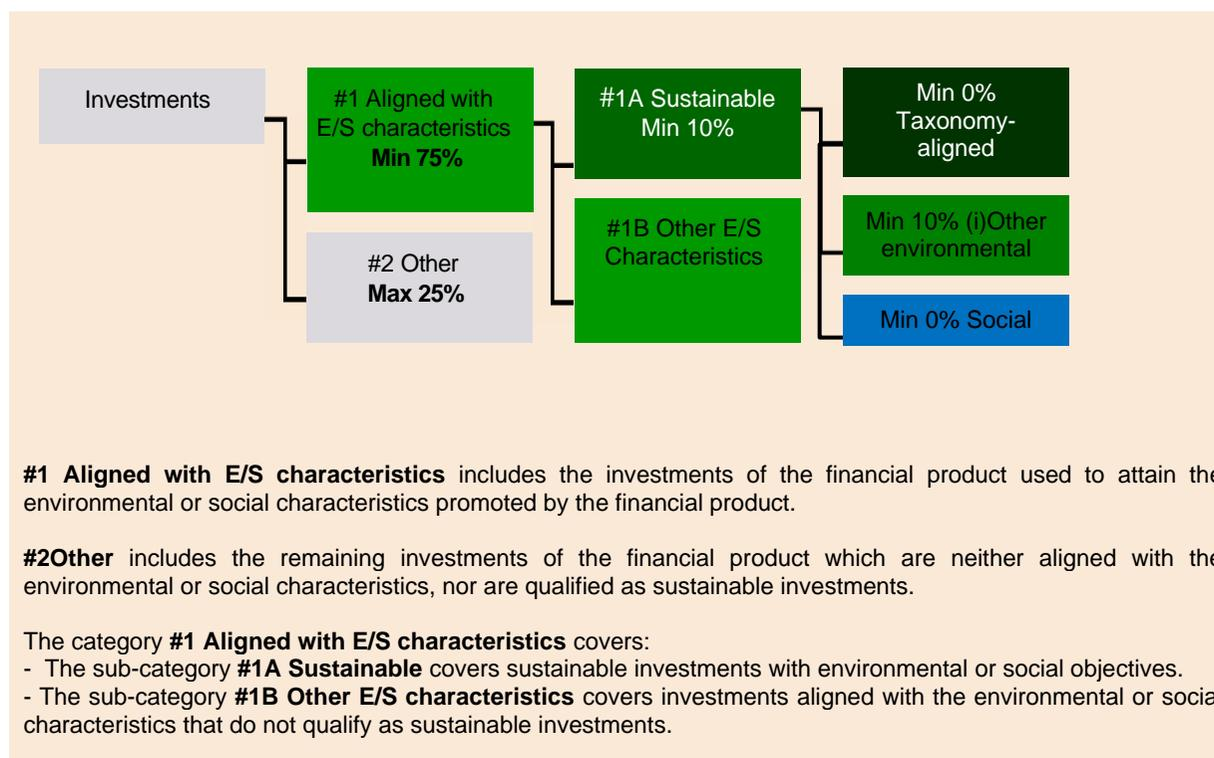 Investments
#1 Aligned with
E/S characteristics
Min 75%
#2 Other
Max 25%
#1A Sustainable
Min 10%
#1B Other E/S
Characteristics
Min 0%
Taxonomy-
aligned
Min 10% (i)Other
environmental
Min 0% Social
#1 Aligned with E/S characteristics includes the investments of the financial product used to attain the
environmental or social characteristics promoted by the financial product.
#2Other includes the remaining investments of the financial product which are neither aligned with the
environmental or social characteristics, nor are qualified as sustainable investments.
The category #1 Aligned with E/S characteristics covers:
- The sub-category #1A Sustainable covers sustainable investments with environmental or social objectives.
- The sub-category #1B Other E/S characteristics covers investments aligned with the environmental or socia
characteristics that do not qualify as sustainable investments.